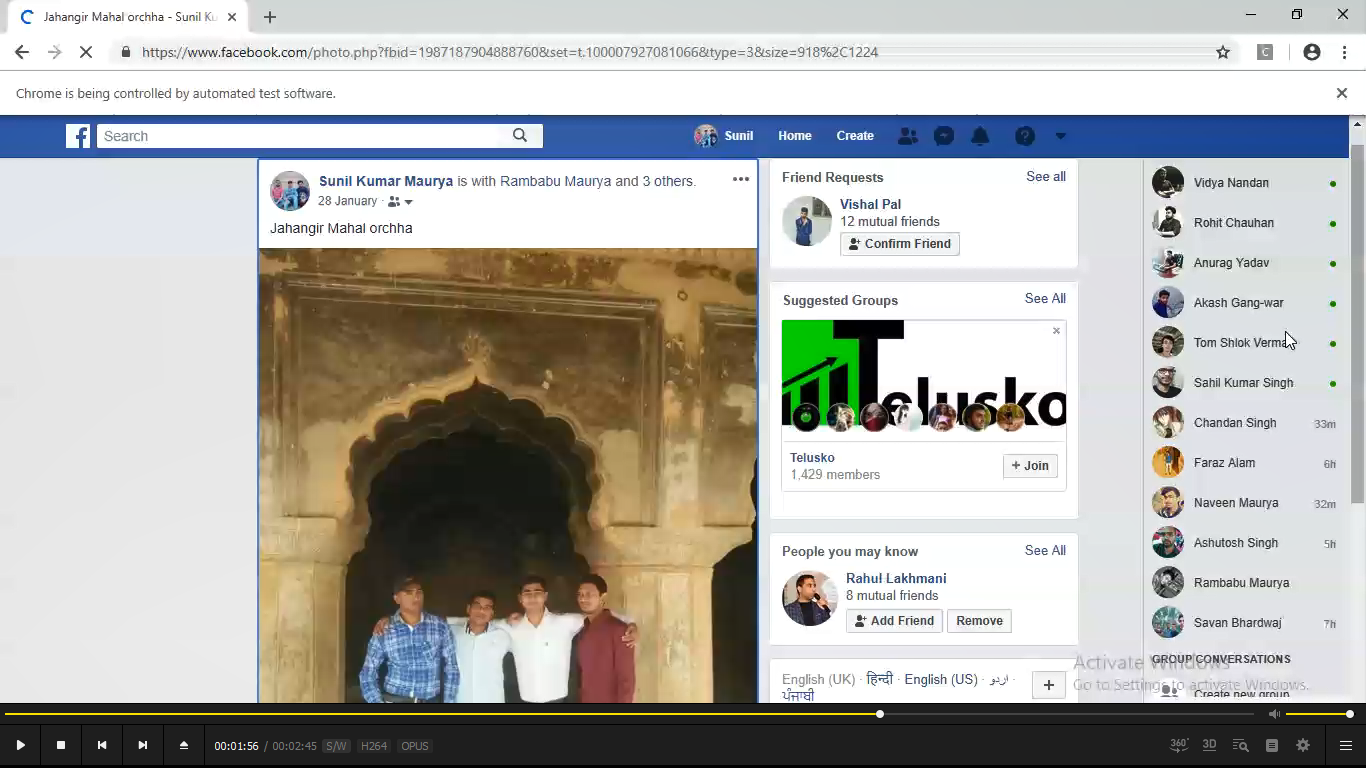 Jahangir Mahal orchha - Sunil Ku
https://www.facebook.com/photo.php?fbid=1987187904888760&set=t.100007927081066&type=3&size=918%2C1224
C
Chrome is being controlled by automated test software.
Search
Sunil
Home
Create
Sunil Kumar Maurya is with Rambabu Maurya and 3 others.
28 January
Jahangir Mahal orchha
Friend Requests
See all
Vishal Pal
12 mutual friends
Confirm Friend
Suggested Groups
See All
Telusko
Telusko
1,429 members
+ Join
People you may know
See All
Rahul Lakhmani
8 mutual friends
Add Friend
Remove
English (UK) · हिन्दी · English (US) · اردو ·
ਪੰਜਾਬੀ
Vidya Nandan
Rohit Chauhan
Anurag Yadav
Akash Gang-war
Tom Shlok Verma
Sahil Kumar Singh
Chandan Singh 33m
Faraz Alam 6h
Naveen Maurya 32m
Ashutosh Singh 5h
Rambabu Maurya
Savan Bhardwaj 7h
GROUP CONVERSATIONS
Create new group
Activate Windows
Go to Settings to activate Windows.
00:01:56 / 00:02:45 S/W H264 OPUS
360° 3D